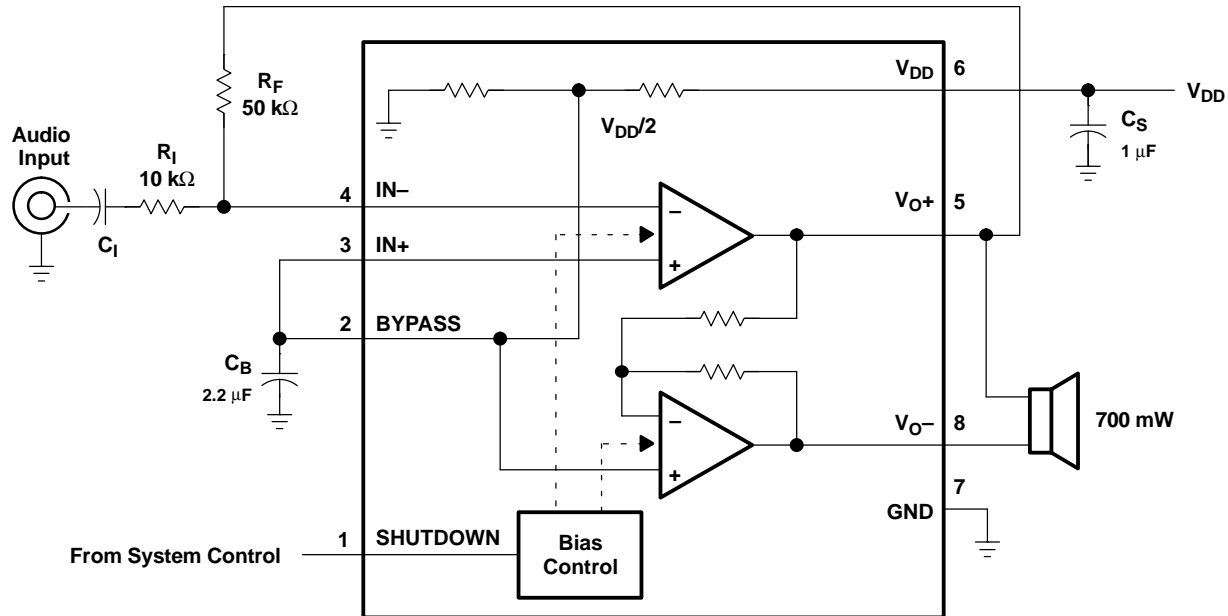 V_DD 6
R_F
50 kΩ
V_DD
V_DD/2
C_S
1 μF
Audio
Input
R_I
10 kΩ
4 IN–
V_O+ 5
C_I
3 IN+
2 BYPASS
C_B
2.2 μF
V_O– 8
700 mW
7
GND
From System Control
1 SHUTDOWN
Bias
Control
–
+
–
+